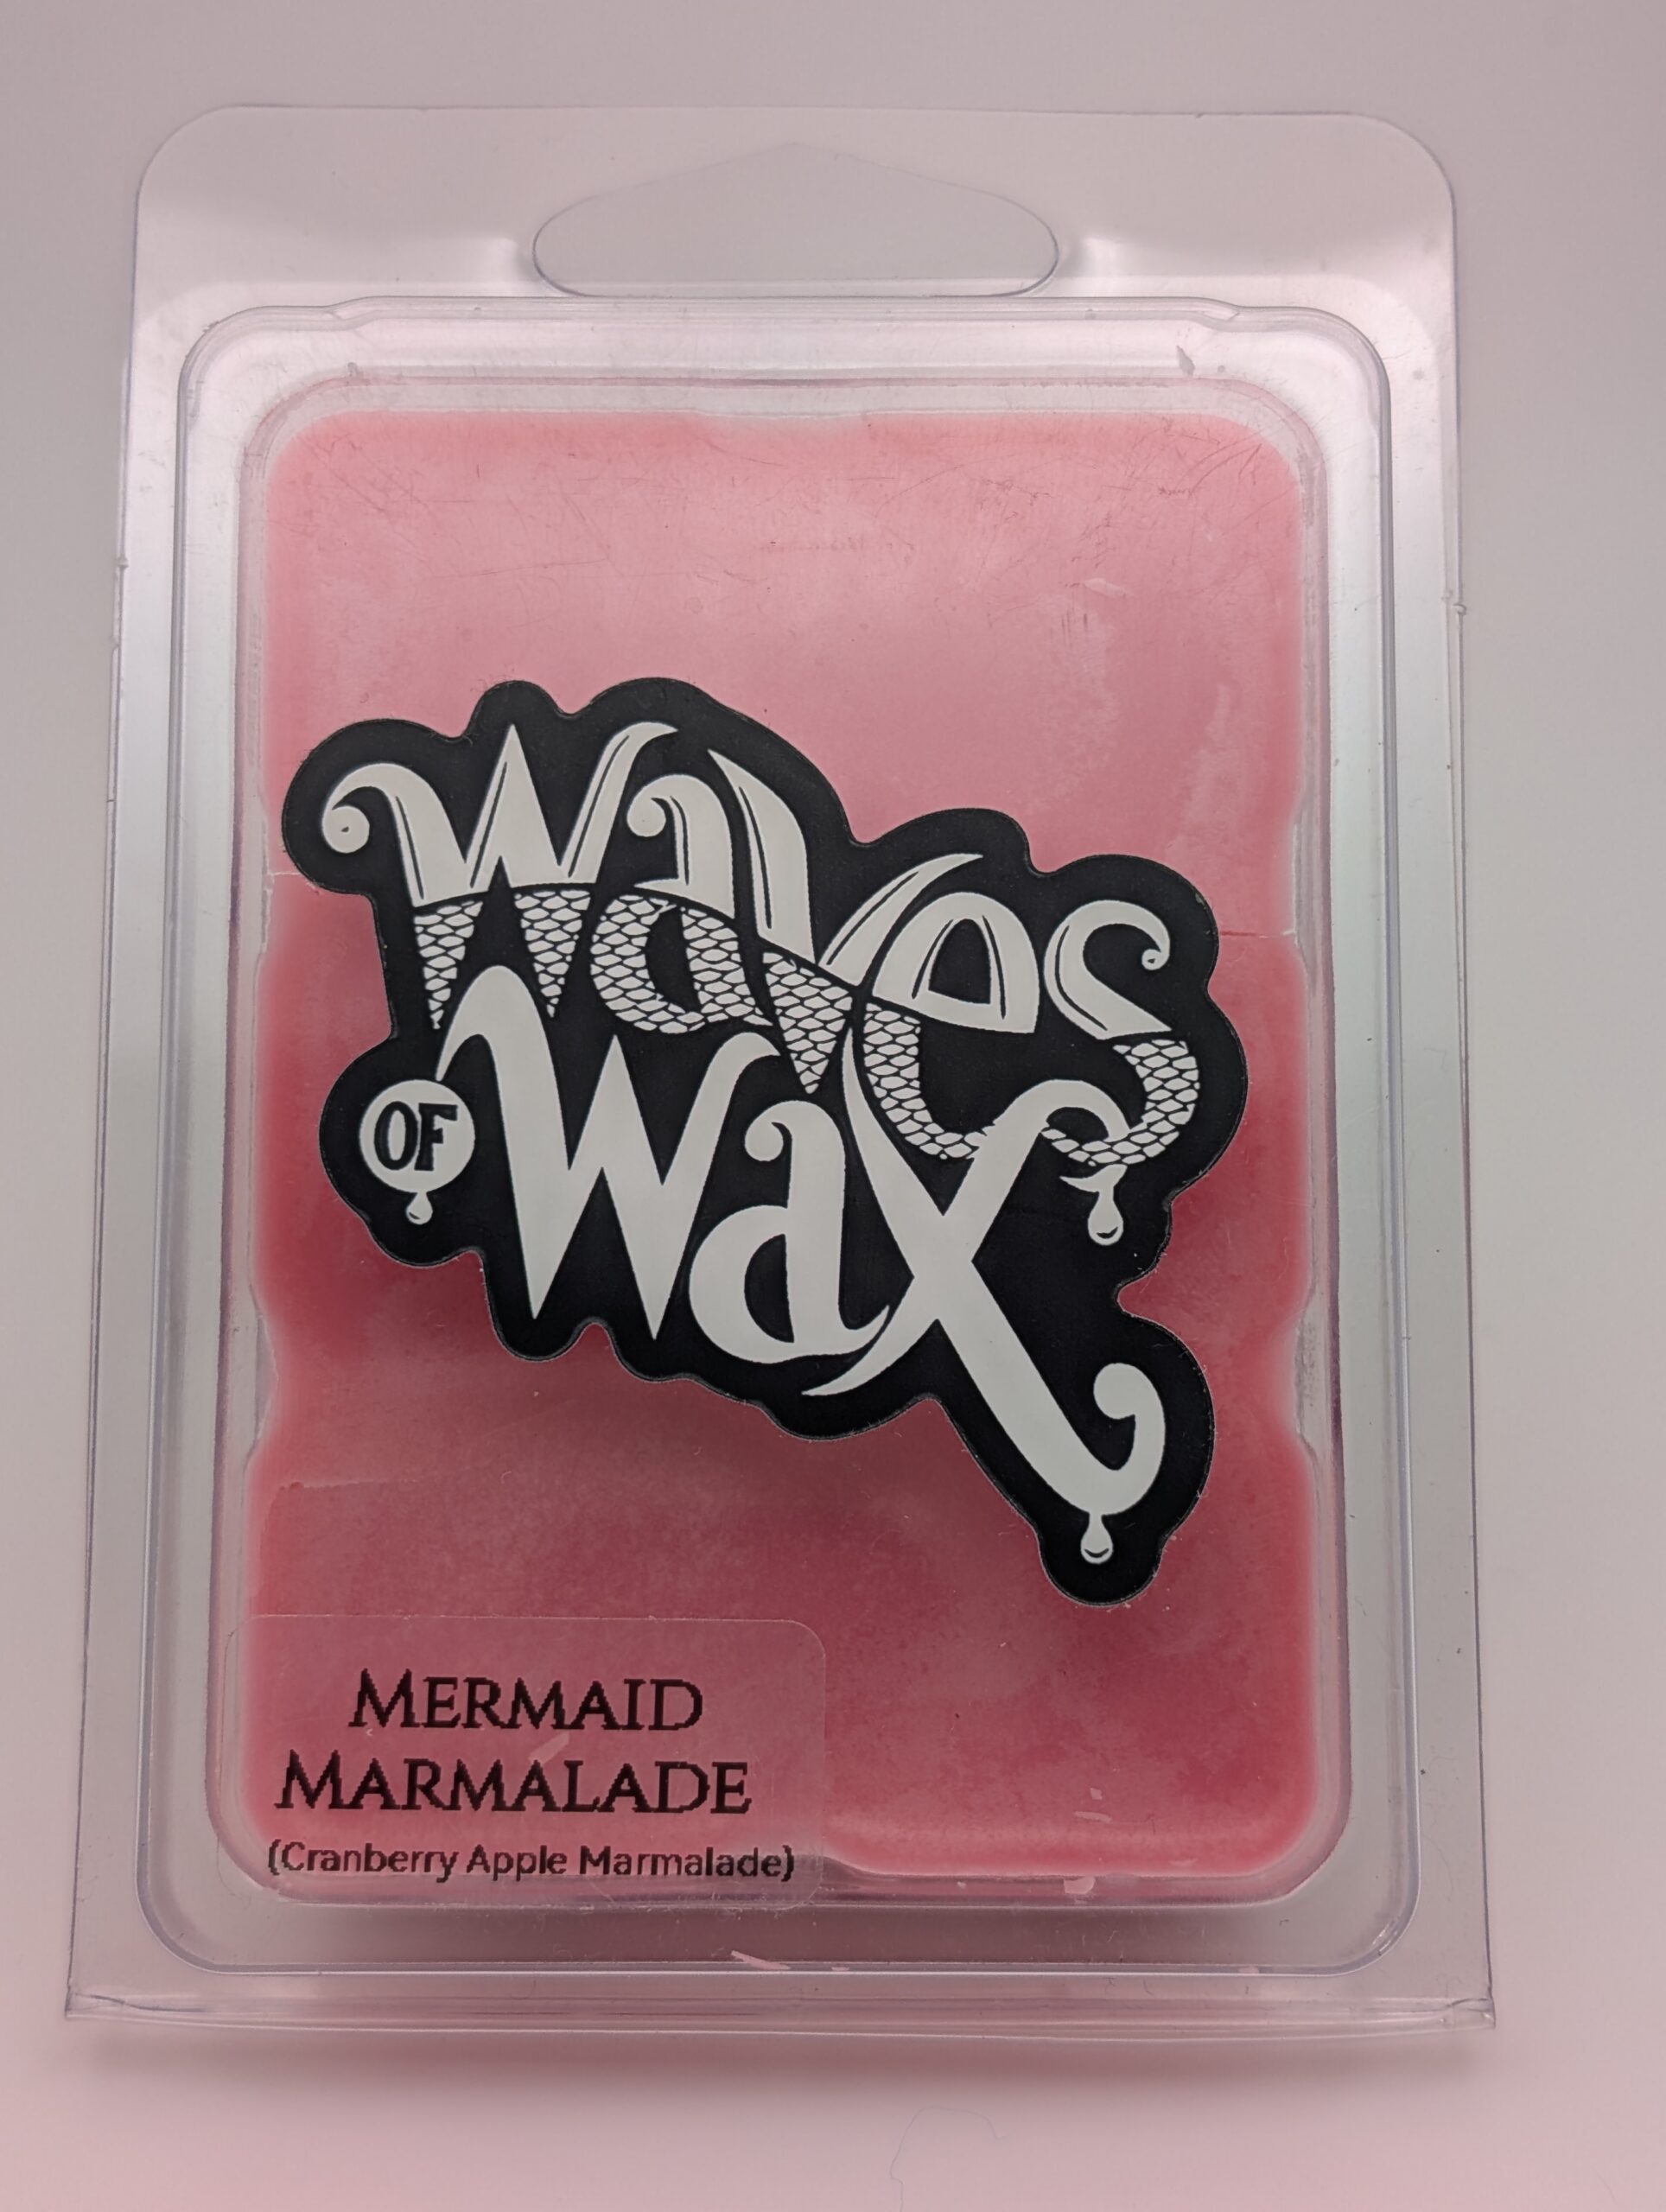 Waves
OF
Wax
MERMAID
MARMALADE
(Cranberry Apple Marmalade)